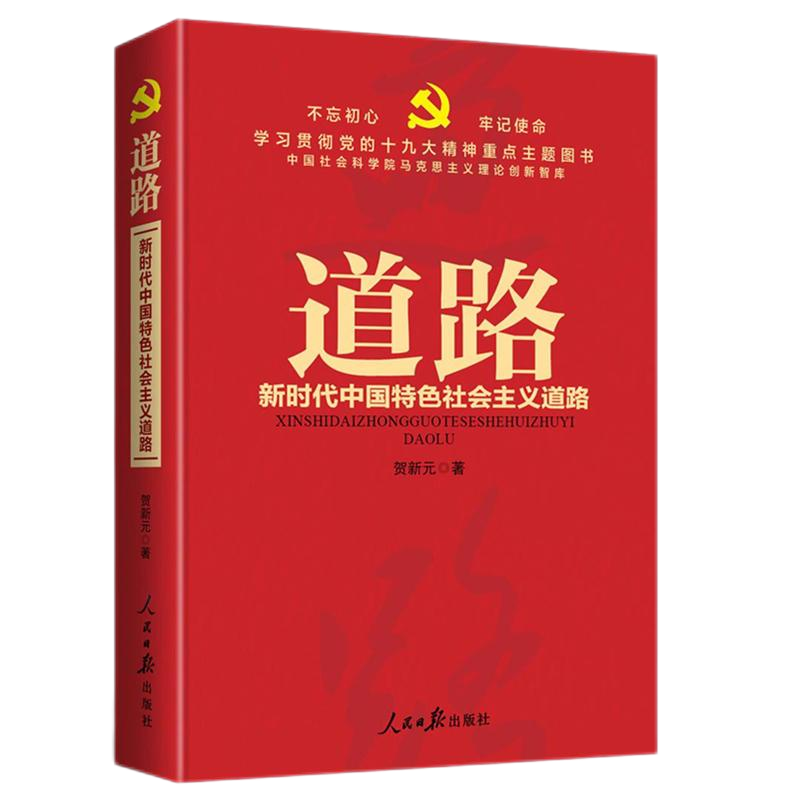 道路
新时代中国特色社会主义道路
贺新元◎著
人民日报出版社
不忘初心 牢记使命
学习贯彻党的十九大精神重点主题图书
中国社会科学院马克思主义理论创新智库
道路
新时代中国特色社会主义道路
XINSHIDAIZHONGGUOTESESHEHUIZHUYI
DAOLU
贺新元◎著
人民日报出版社